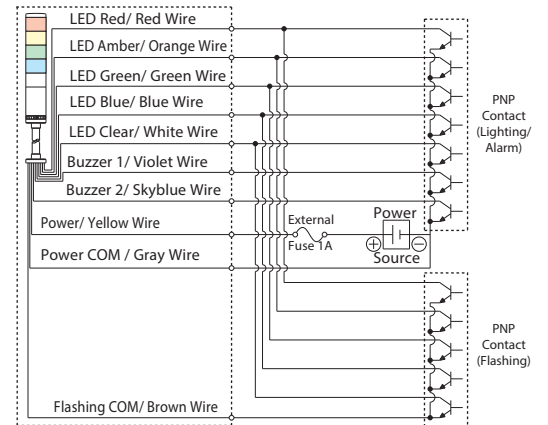 LED Red/ Red Wire
LED Amber/ Orange Wire
LED Green/ Green Wire
LED Blue/ Blue Wire
LED Clear/ White Wire
Buzzer 1/ Violet Wire
Buzzer 2/ Skyblue Wire
Power/ Yellow Wire
Power COM / Gray Wire
Flashing COM/ Brown Wire
External
Fuse 1A
Power
Source
PNP
Contact
(Lighting/
Alarm)
PNP
Contact
(Flashing)